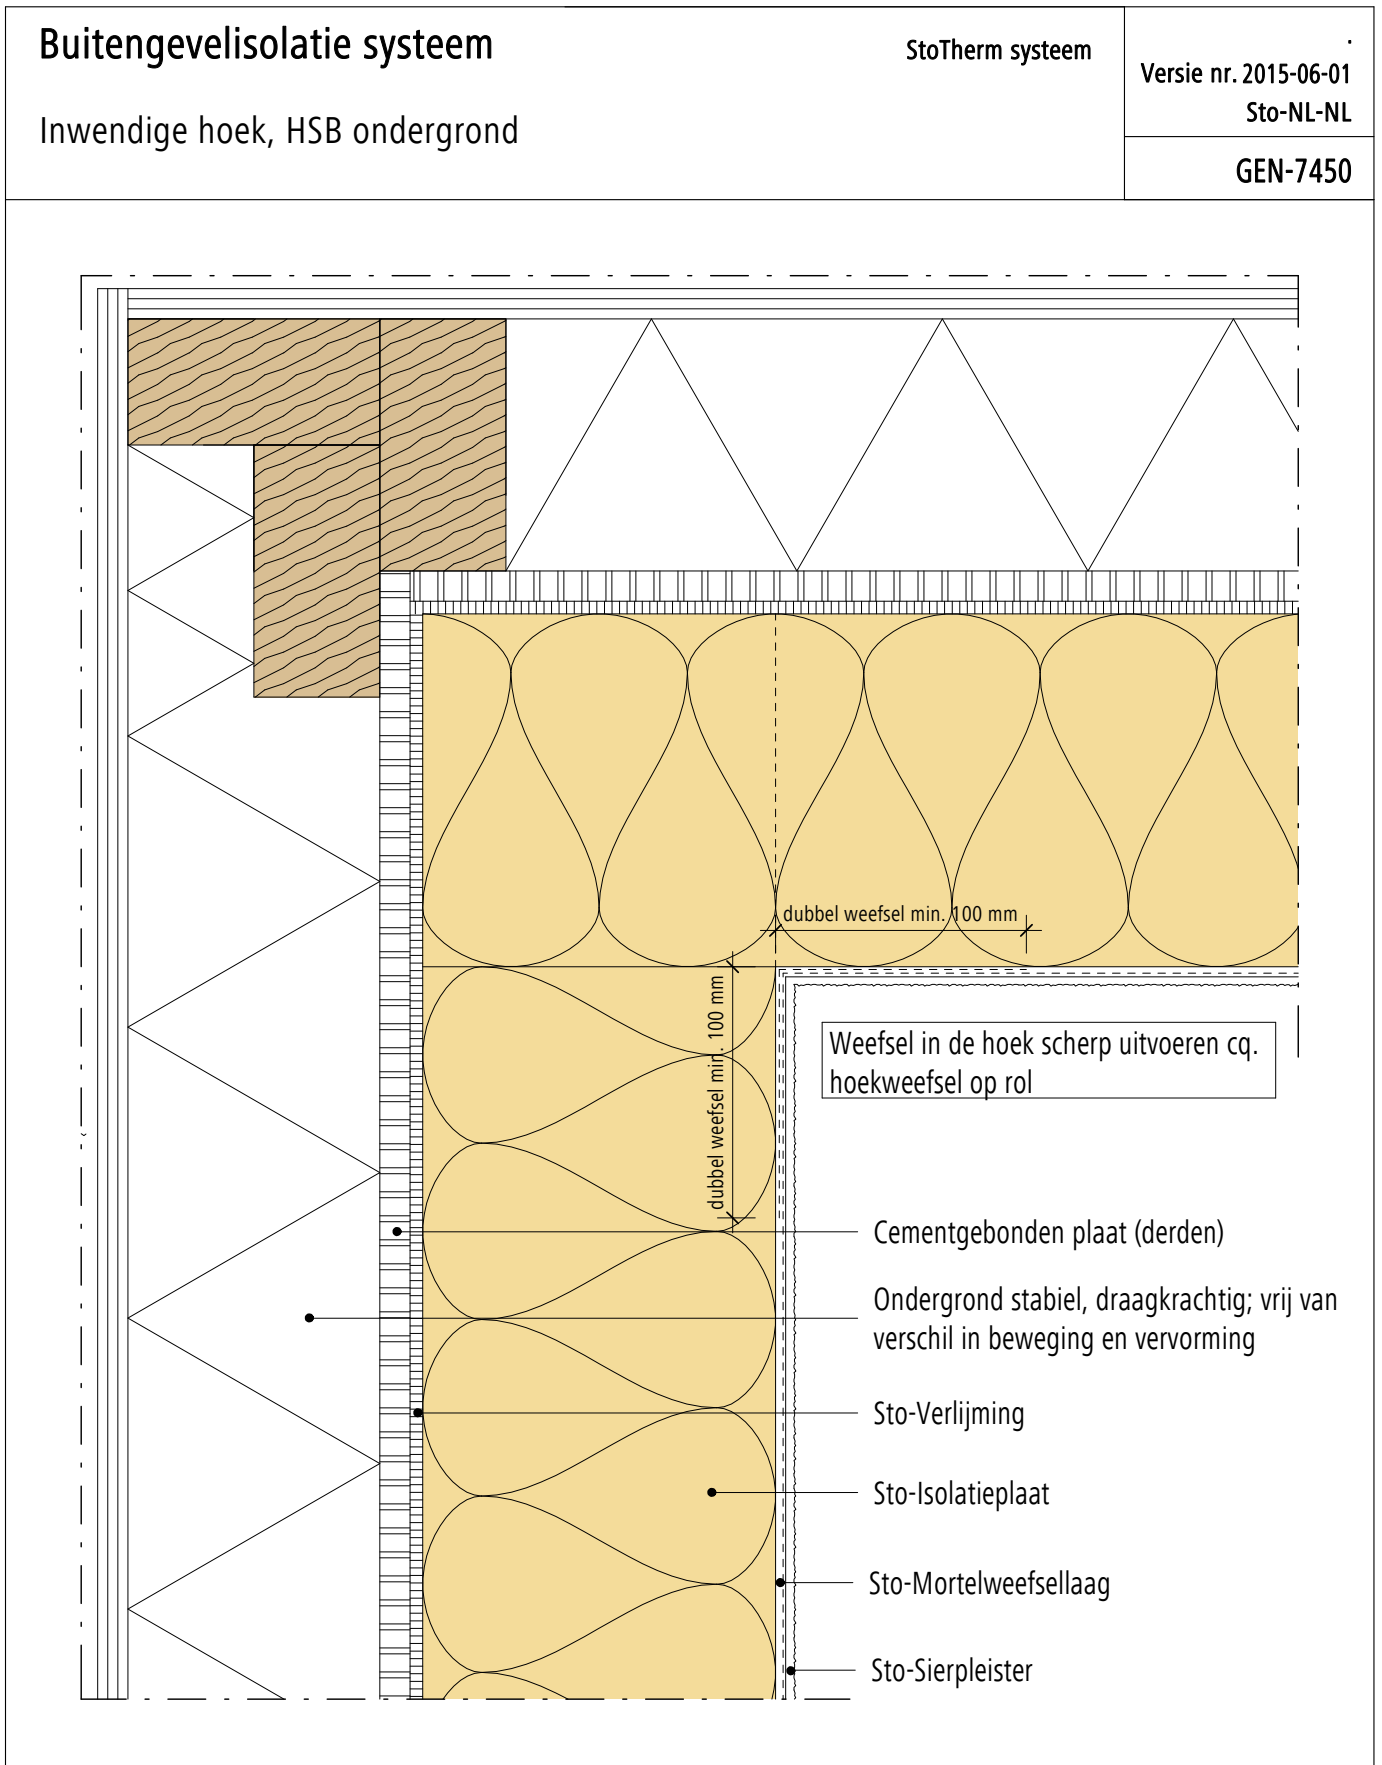 Buitengevelisolatie systeem
StoTherm systeem
.
Versie nr. 2015-06-01
Sto-NL-NL
Inwendige hoek, HSB ondergrond
GEN-7450
dubbel weefsel min. 100 mm
dubbel weefsel min. 100 mm
Weefsel in de hoek scherp uitvoeren cq.
hoekweefsel op rol
Cementgebonden plaat (derden)
Ondergrond stabiel, draagkrachtig; vrij van
verschil in beweging en vervorming
Sto-Verlijming
Sto-Isolatieplaat
Sto-Mortelweefsellaag
Sto-Sierpleister